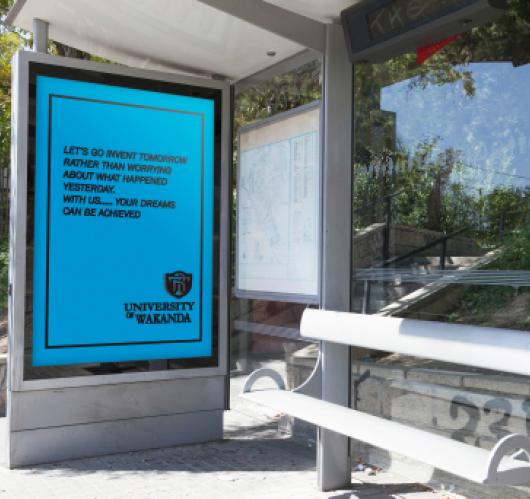 LET'S GO INVENT TOMORROW
RATHER THAN WORRYING
ABOUT WHAT HAPPENED
YESTERDAY.
WITH US..... YOUR DREAMS
CAN BE ACHIEVED
UNIVERSITY
OF WAKANDA
23